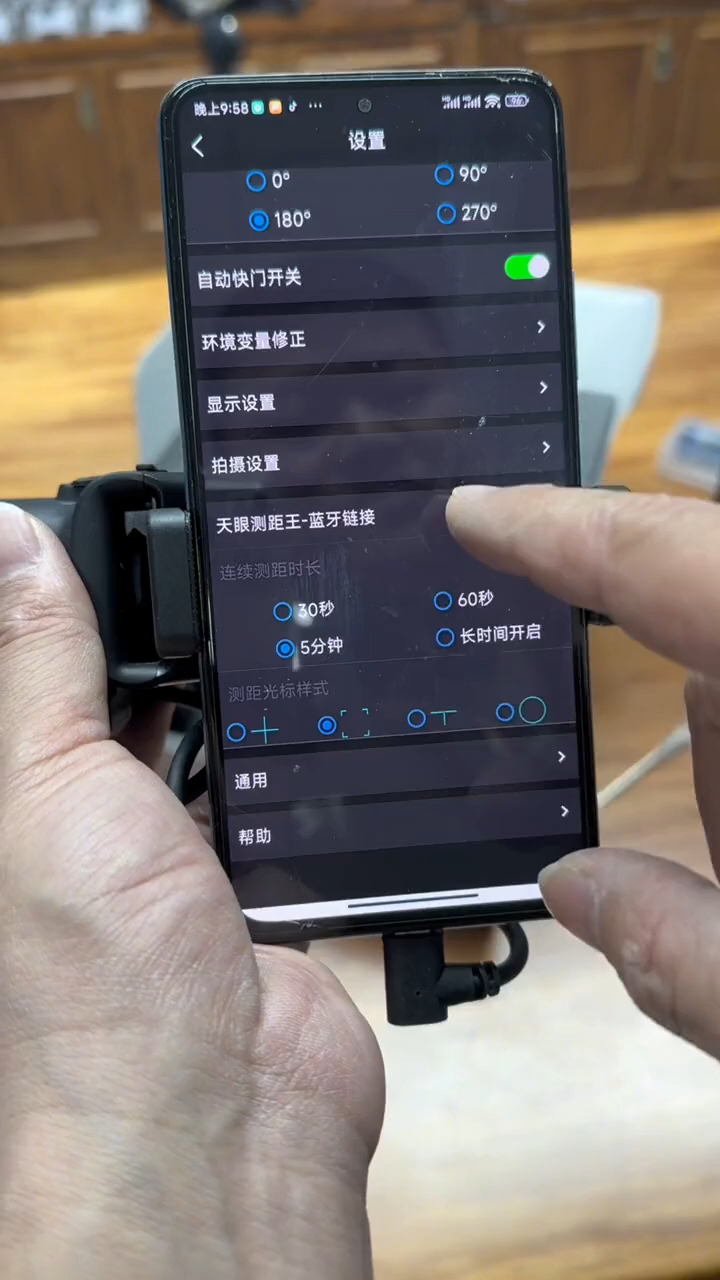 晚上9:58 ... 96
设置
0° 90°
180° 270°
自动快门开关
环境变量修正
显示设置
拍摄设置
天眼测距王-蓝牙链接
连续测距时长
30秒 60秒
5分钟 长时间开启
测距光标样式
通用
帮助